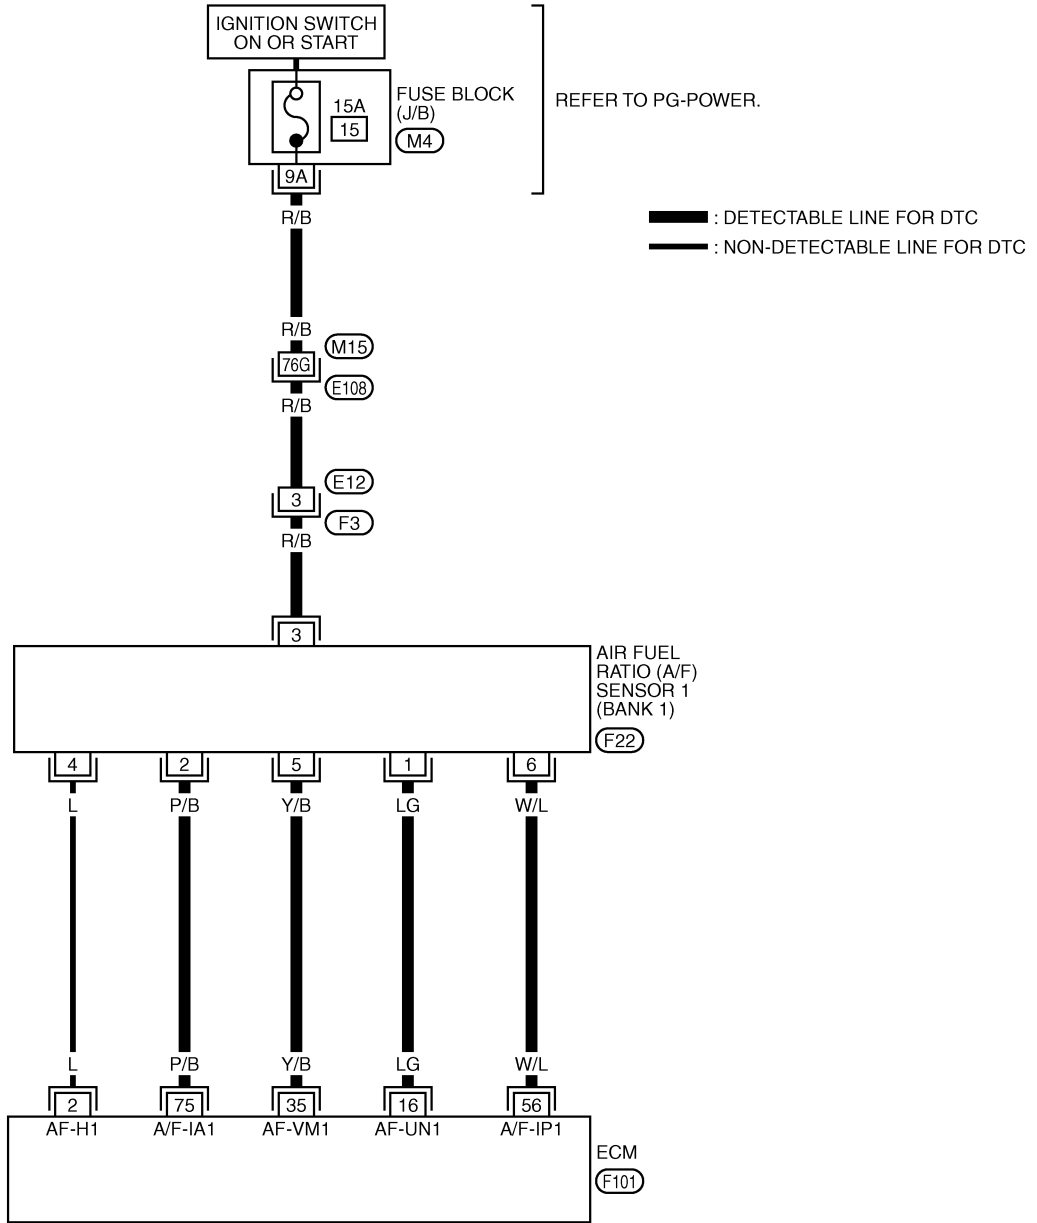 IGNITION SWITCH
ON OR START
15A
15
FUSE BLOCK
(J/B)
M4
REFER TO PG-POWER.
9A
R/B
: DETECTABLE LINE FOR DTC
: NON-DETECTABLE LINE FOR DTC
R/B
M15
76G
E108
R/B
E12
3
F3
R/B
3
AIR FUEL
RATIO (A/F)
SENSOR 1
(BANK 1)
F22
4 2 5 1 6
L P/B Y/B LG W/L
L P/B Y/B LG W/L
2 75 35 16 56
AF-H1 A/F-IA1 AF-VM1 AF-UN1 A/F-IP1
ECM
F101